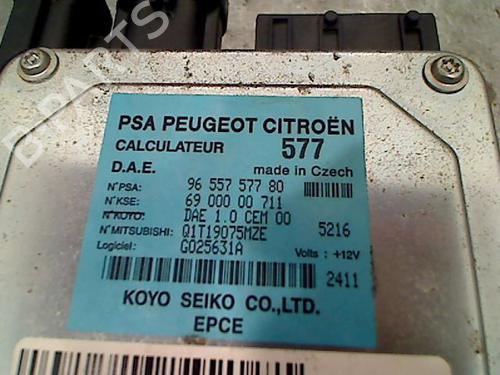 B-PARTS
PSA PEUGEOT CITROËN
CALCULATEUR 577
D.A.E. made in Czech
N°PSA: 96 557 577 80
N°KSE: 69 000 00 711
N°KOYO: DAE 1.0 CEM 00
N°MITSUBISHI: Q1T19075MZE 5216
Logiciel: G025631A Volts : +12V
2411
KOYO SEIKO CO.,LTD.
EPCE